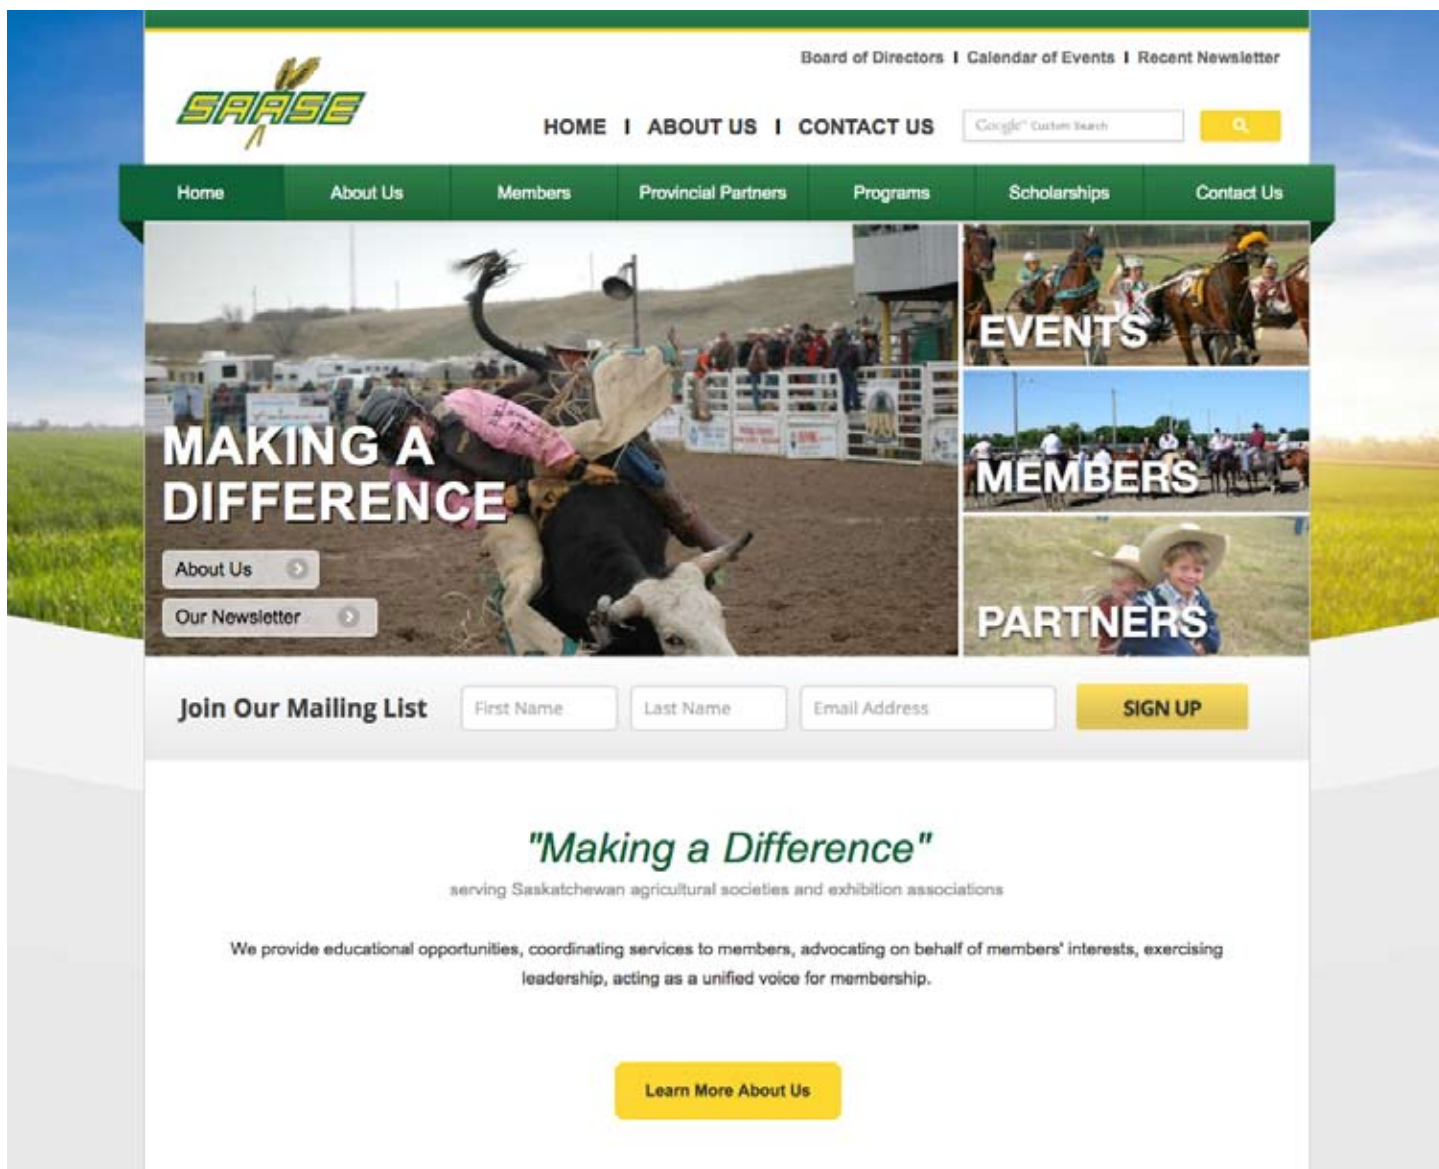 Board of Directors I Calendar of Events I Recent Newsletter
SAASE
HOME I ABOUT US I CONTACT US
Google™ Custom Search
Home About Us Members Provincial Partners Programs Scholarships Contact Us
MAKING A
DIFFERENCE
About Us
Our Newsletter
EVENTS
MEMBERS
PARTNERS
Join Our Mailing List First Name Last Name Email Address SIGN UP
"Making a Difference"
serving Saskatchewan agricultural societies and exhibition associations
We provide educational opportunities, coordinating services to members, advocating on behalf of members' interests, exercising
leadership, acting as a unified voice for membership.
Learn More About Us